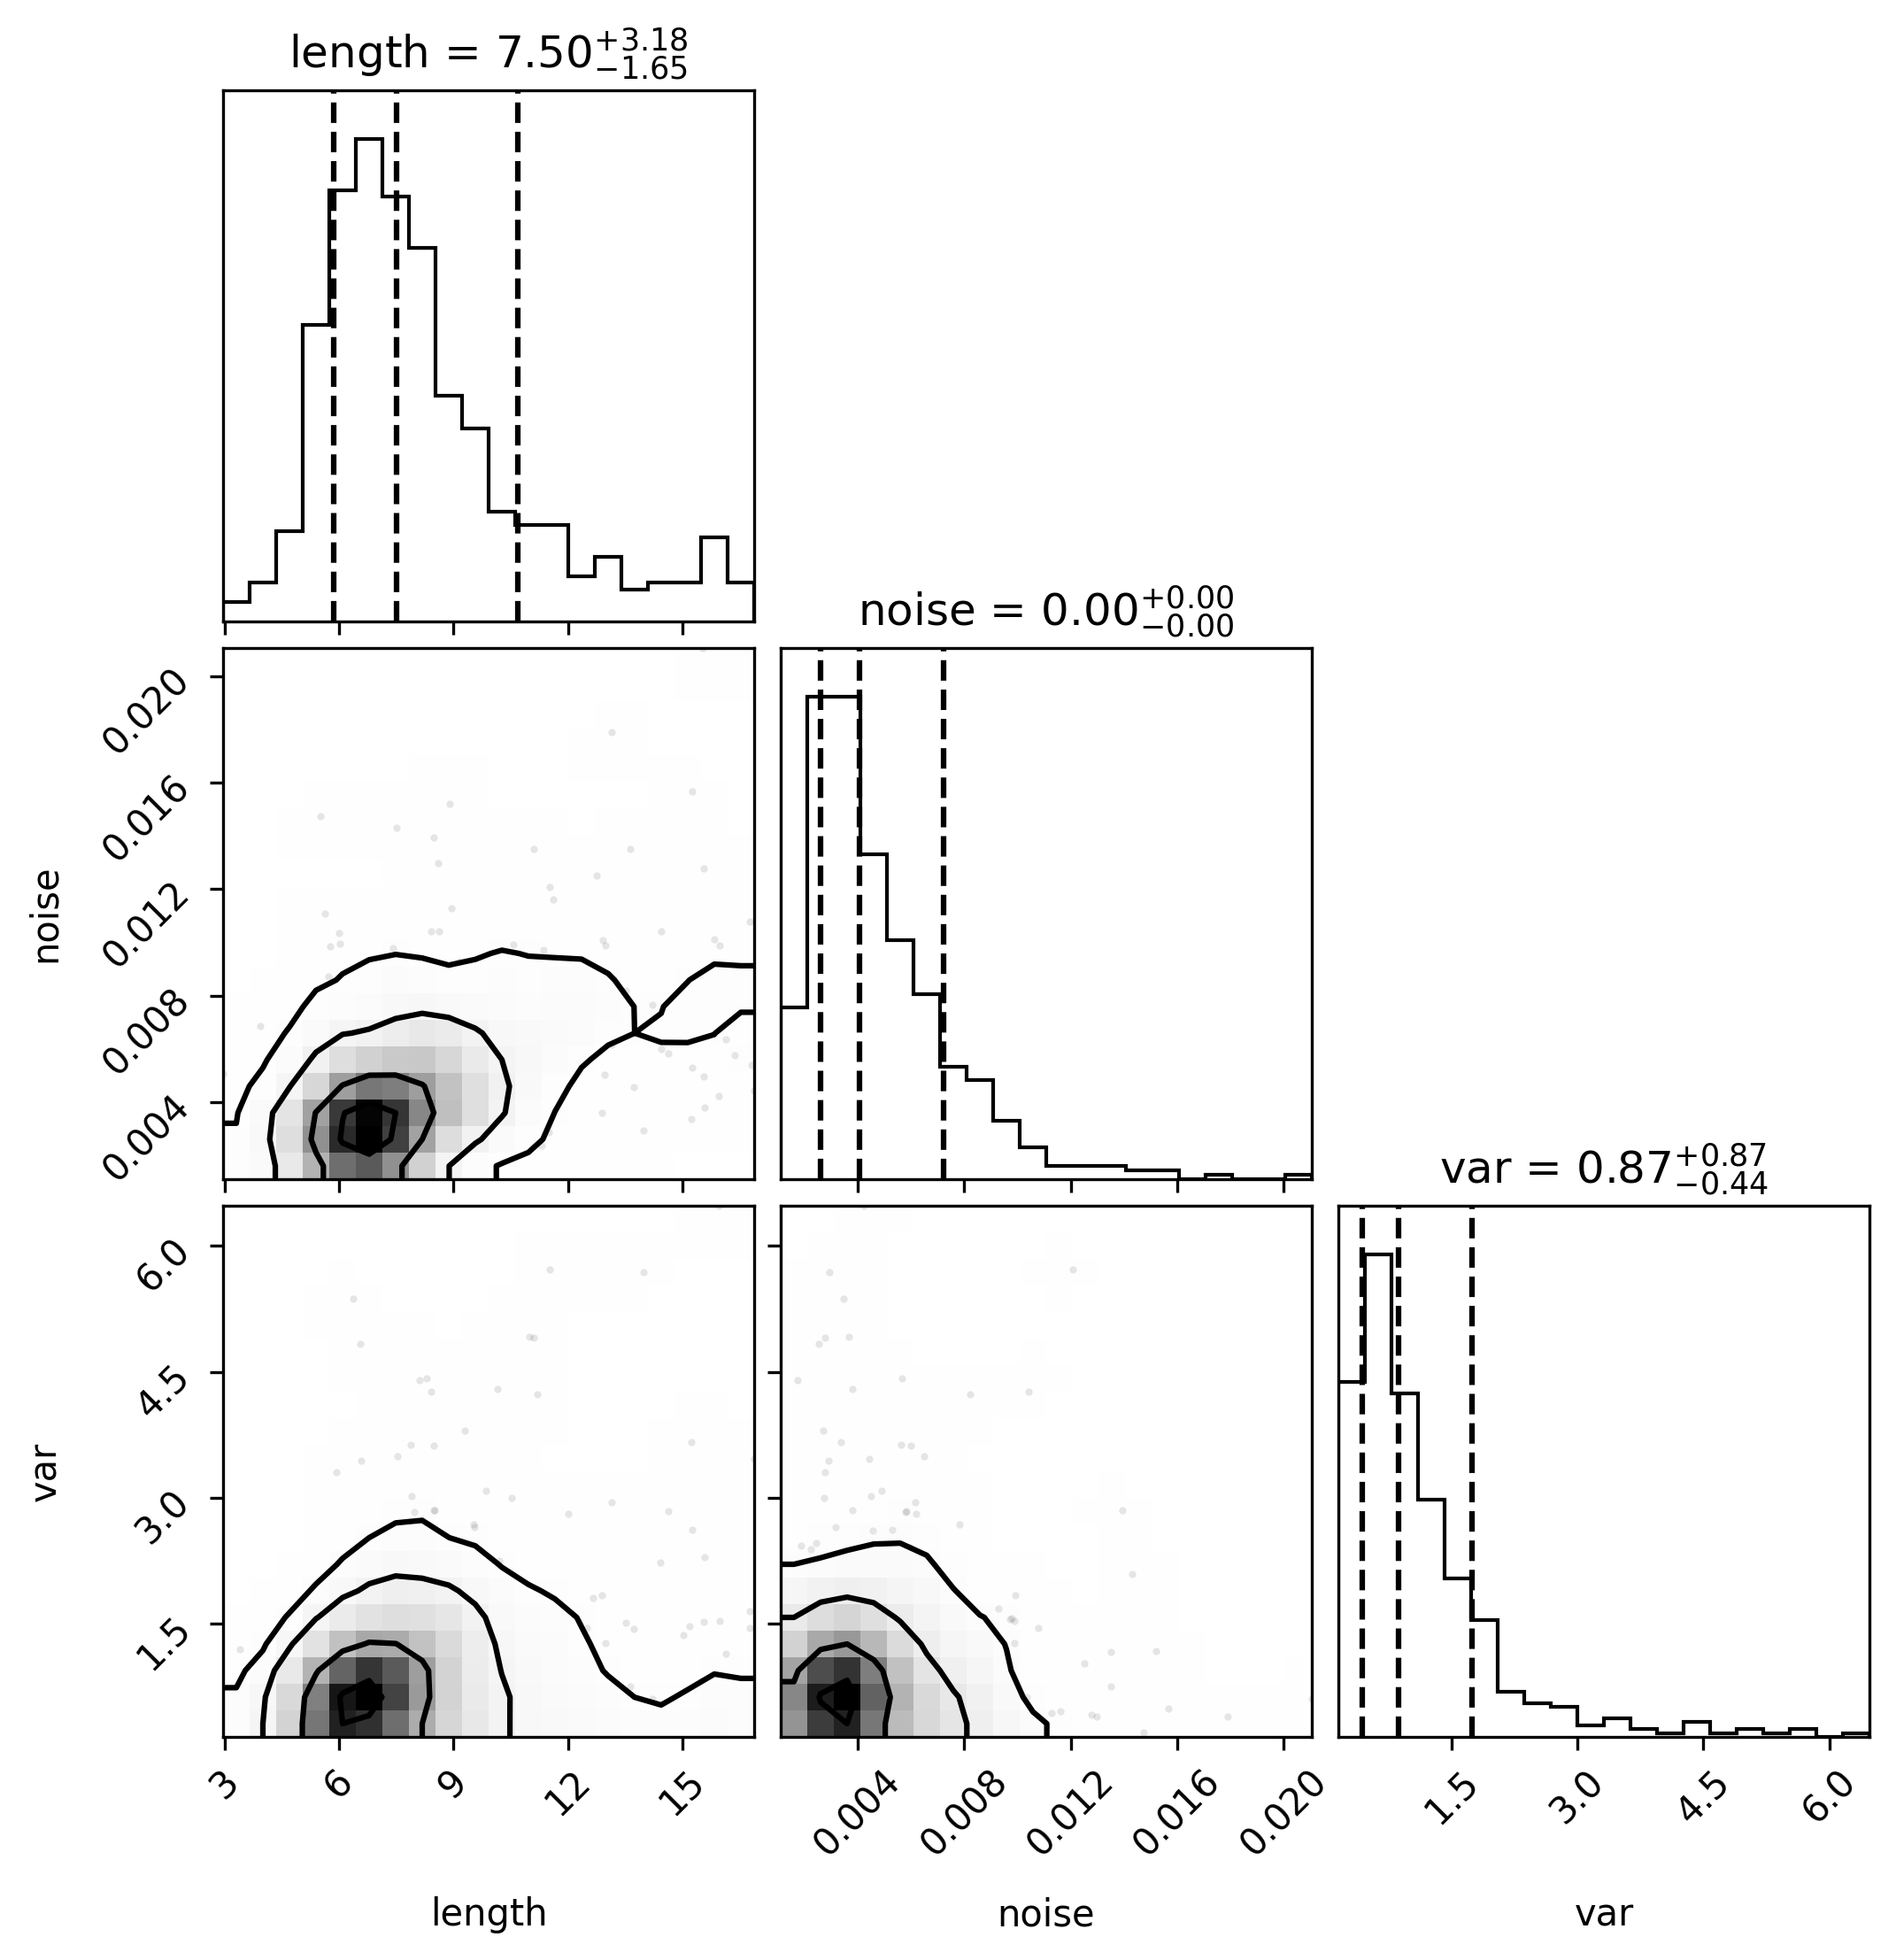 length = 7.50+3.18−1.65
noise = 0.00+0.00−0.00
0.020
0.016
0.012
0.008
0.004
noise
var = 0.87+0.87−0.44
6.0
4.5
3.0
1.5
var
3 6 9 12 15
0.004 0.008 0.012 0.016 0.020
1.5 3.0 4.5 6.0
length
noise
var